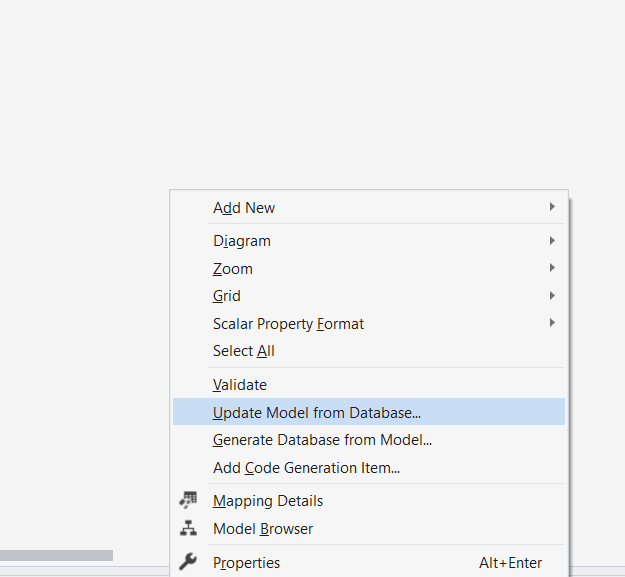 Add New
Diagram
Zoom
Grid
Scalar Property Format
Select All
Validate
Update Model from Database...
Generate Database from Model...
Add Code Generation Item...
Mapping Details
Model Browser
Properties Alt+Enter